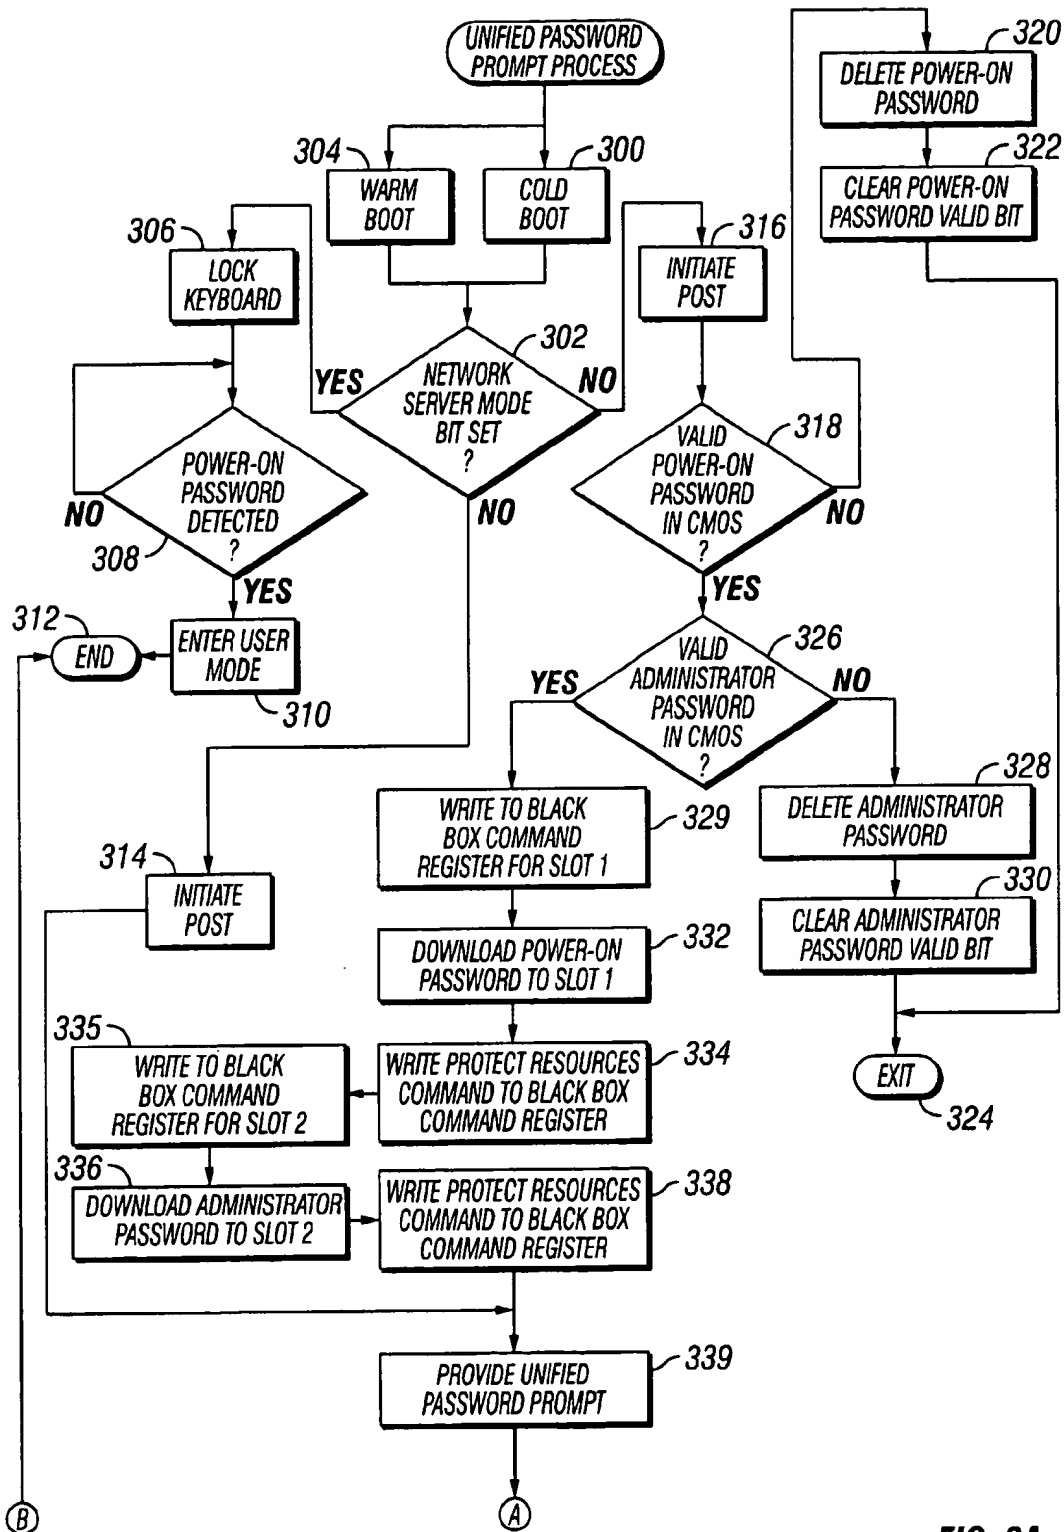 UNIFIED PASSWORD
PROMPT PROCESS
304
WARM
BOOT
300
COLD
BOOT
320
DELETE POWER-ON
PASSWORD
322
CLEAR POWER-ON
PASSWORD VALID BIT
306
LOCK
KEYBOARD
316
INITIATE
POST
302
YES
NETWORK
SERVER MODE
BIT SET
?
NO
NO
318
VALID
POWER-ON
PASSWORD
IN CMOS
?
NO
YES
POWER-ON
PASSWORD
DETECTED
?
NO
308
YES
312
END
ENTER USER
MODE
310
326
YES
VALID
ADMINISTRATOR
PASSWORD
IN CMOS
?
NO
328
DELETE ADMINISTRATOR
PASSWORD
330
CLEAR ADMINISTRATOR
PASSWORD VALID BIT
EXIT
324
WRITE TO BLACK
BOX COMMAND
REGISTER FOR SLOT 1
329
314
INITIATE
POST
DOWNLOAD POWER-ON
PASSWORD TO SLOT 1
332
WRITE PROTECT RESOURCES
COMMAND TO BLACK BOX
COMMAND REGISTER
334
335
WRITE TO BLACK
BOX COMMAND
REGISTER FOR SLOT 2
336
DOWNLOAD ADMINISTRATOR
PASSWORD TO SLOT 2
WRITE PROTECT RESOURCES
COMMAND TO BLACK BOX
COMMAND REGISTER
338
PROVIDE UNIFIED
PASSWORD PROMPT
339
B
A